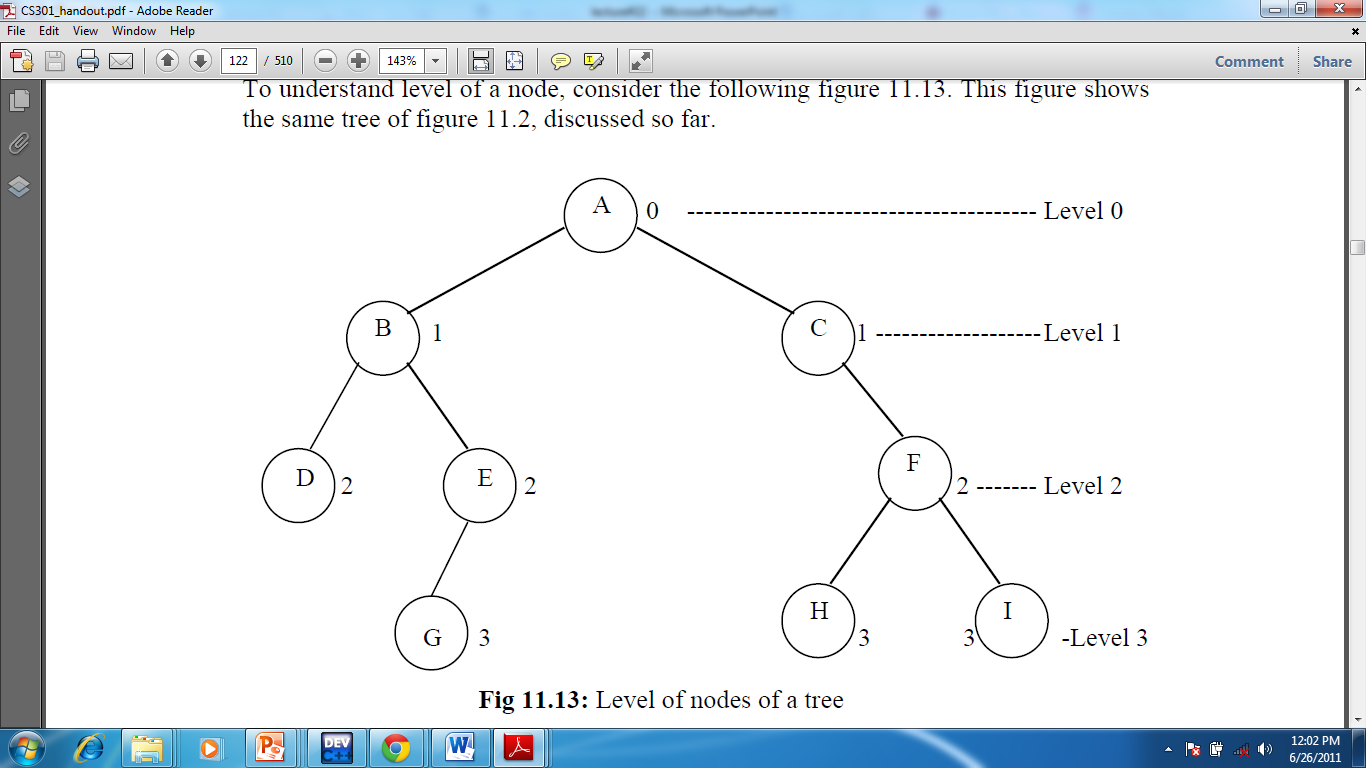 CS301_handout.pdf - Adobe Reader
File Edit View Window Help
122 / 510 143% Comment Share
To understand level of a node, consider the following figure 11.13. This figure shows
the same tree of figure 11.2, discussed so far.
A 0 ---------------------------------------- Level 0
B 1 C 1 -------------------Level 1
D 2 E 2 F 2 ------- Level 2
G 3 H 3 3 I -Level 3
Fig 11.13: Level of nodes of a tree
DEV
C++
12:02 PM
6/26/2011